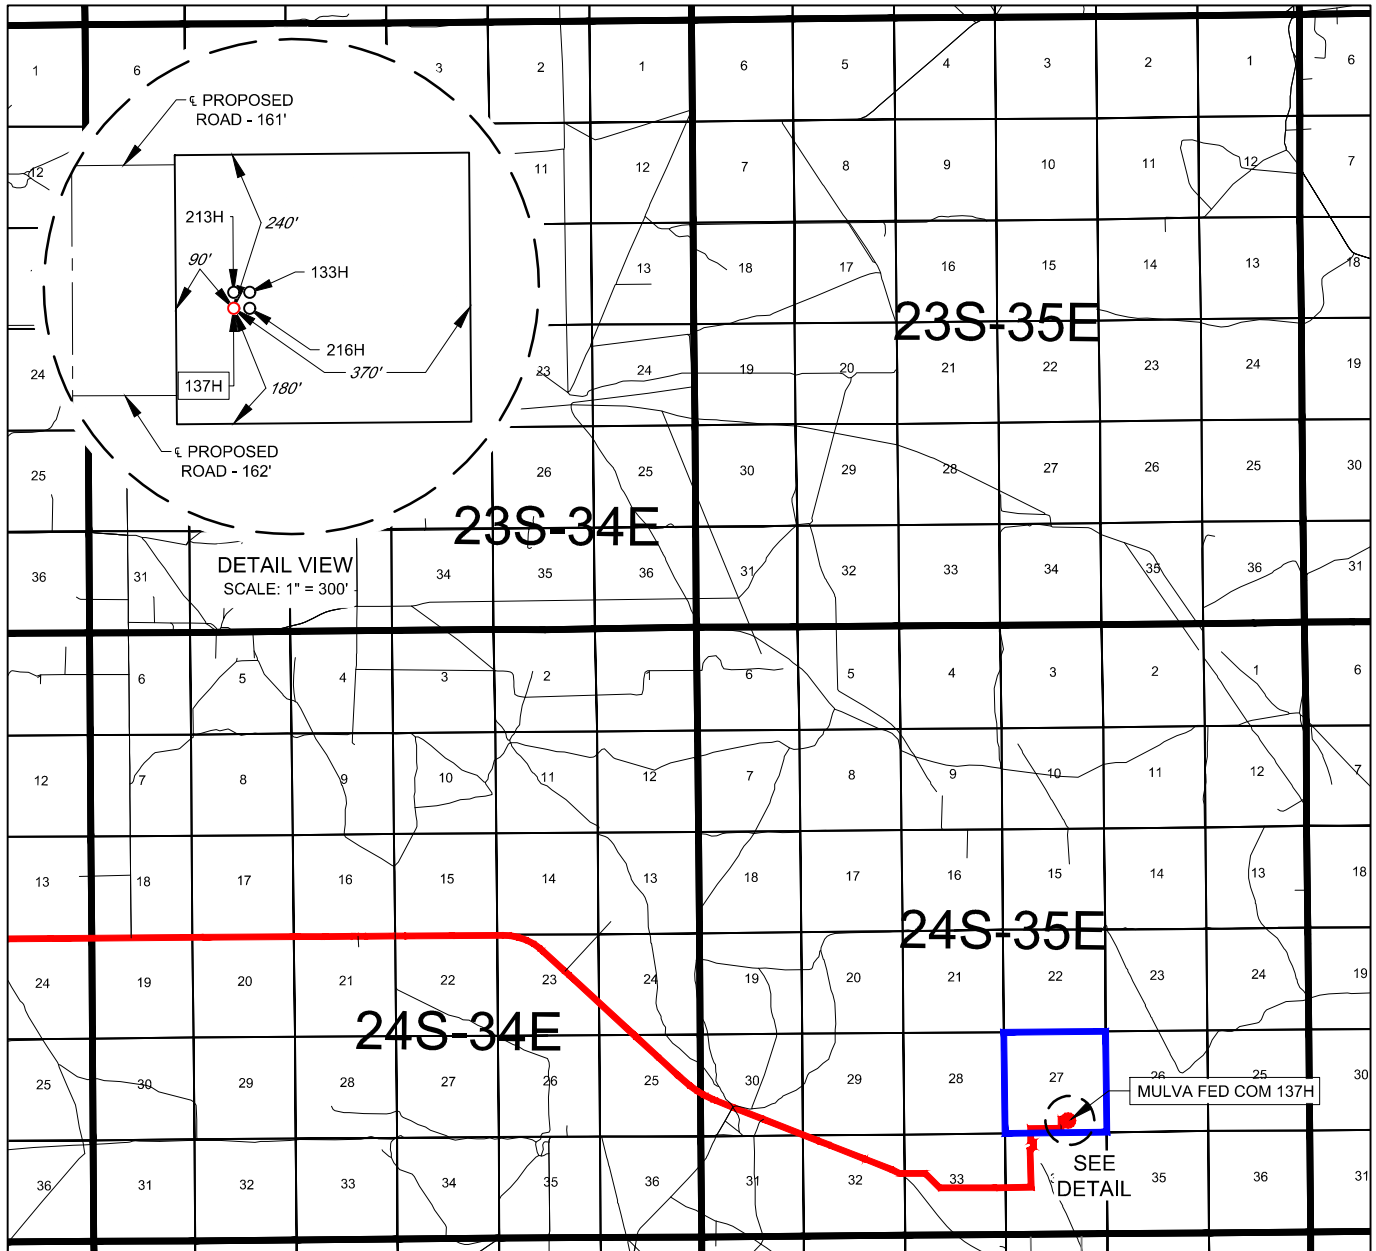 1 6 3 2 1 6 5 4 3 2 1 6
℄ PROPOSED
ROAD - 161'
12 11 12 7 8 9 10 11 12 7
213H
240'
90'
133H
13 18 17 16 15 14 13 18
23S-35E
216H
370'
137H
180'
24 23 24 19 20 21 22 23 24 19
℄ PROPOSED
ROAD - 162'
25 26 25 30 29 28 27 26 25 30
23S-34E
DETAIL VIEW
SCALE: 1" = 300'
36 31 34 35 36 31 32 33 34 35 36 31
1 6 5 4 3 2 1 6 5 4 3 2 1 6
12 7 8 9 10 11 12 7 8 9 10 11 12 7
13 18 17 16 15 14 13 18 17 16 15 14 13 18
24S-35E
24 19 20 21 22 23 24 19 20 21 22 23 24 19
24S-34E
25 30 29 28 27 26 25 30 29 28 27 26 25 30
MULVA FED COM 137H
SEE
DETAIL
36 31 32 33 34 35 36 31 32 33 35 36 31